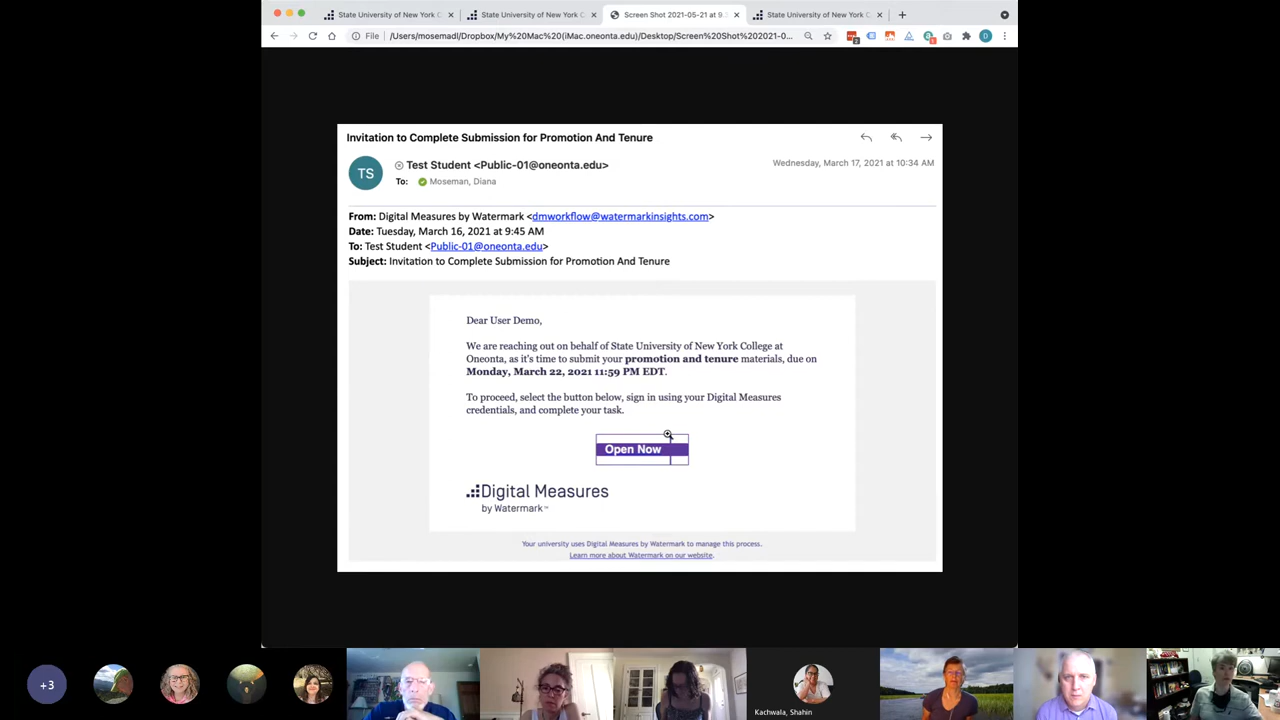 State University of New York C
State University of New York C
Screen Shot 2021-05-21 at 9.
State University of New York C
File
/Users/mosemadl/Dropbox/My%20Mac%20(iMac.oneonta.edu)/Desktop/Screen%20Shot%202021-0...
2
1
D
Invitation to Complete Submission for Promotion And Tenure
TS
Test Student <Public-01@oneonta.edu>
Wednesday, March 17, 2021 at 10:34 AM
To: Moseman, Diana
From: Digital Measures by Watermark <dmworkflow@watermarkinsights.com>
Date: Tuesday, March 16, 2021 at 9:45 AM
To: Test Student <Public-01@oneonta.edu>
Subject: Invitation to Complete Submission for Promotion And Tenure
Dear User Demo,
We are reaching out on behalf of State University of New York College at
Oneonta, as it's time to submit your promotion and tenure materials, due on
Monday, March 22, 2021 11:59 PM EDT.
To proceed, select the button below, sign in using your Digital Measures
credentials, and complete your task.
Open Now
Digital Measures
by Watermark™
Your university uses Digital Measures by Watermark to manage this process.
Learn more about Watermark on our website.
+3
Kachwala, Shahin